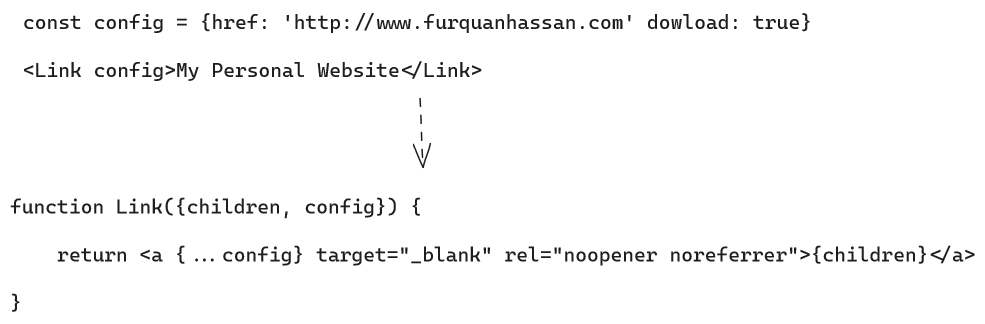 const config = {href: 'http://www.furquanhassan.com' dowload: true}
<Link config>My Personal Website</Link>
function Link({children, config}) {
return <a {...config} target="_blank" rel="noopener noreferrer">{children}</a>
}